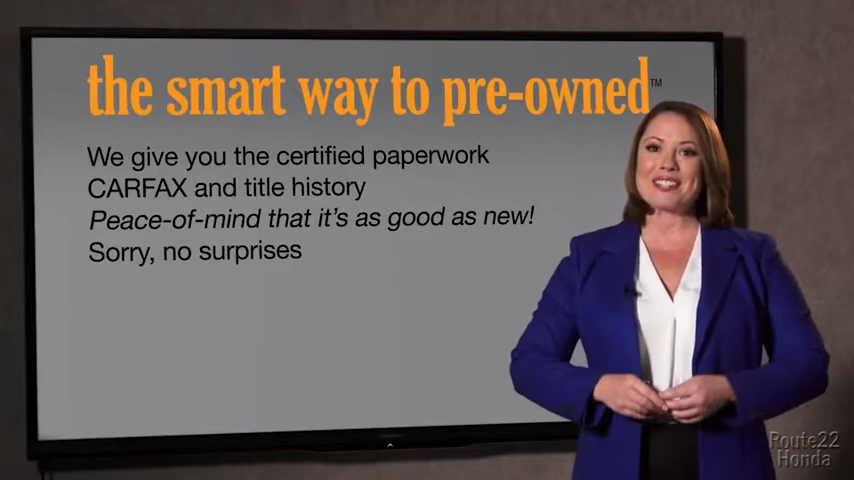 the smart way to pre-owned™
We give you the certified paperwork
CARFAX and title history
Peace-of-mind that it's as good as new!
Sorry, no surprises
Route22
Honda